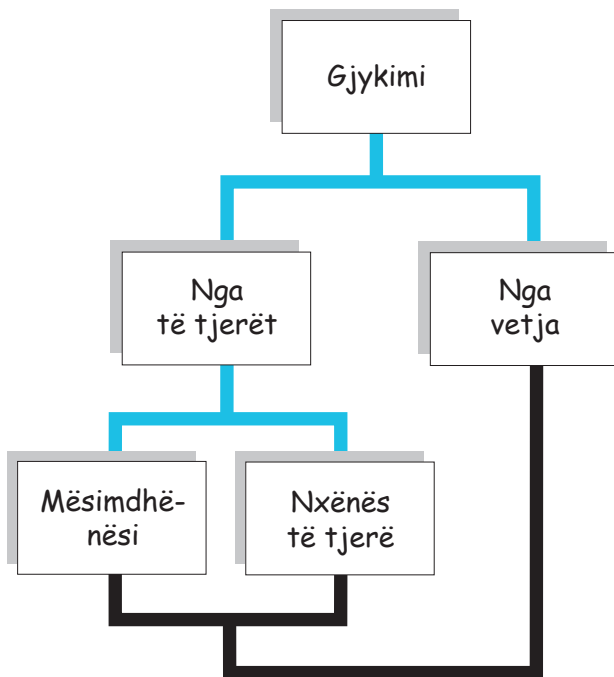 Gjykimi
Nga
të tjerët
Nga
vetja
Mësimdhë-
nësi
Nxënës
të tjerë